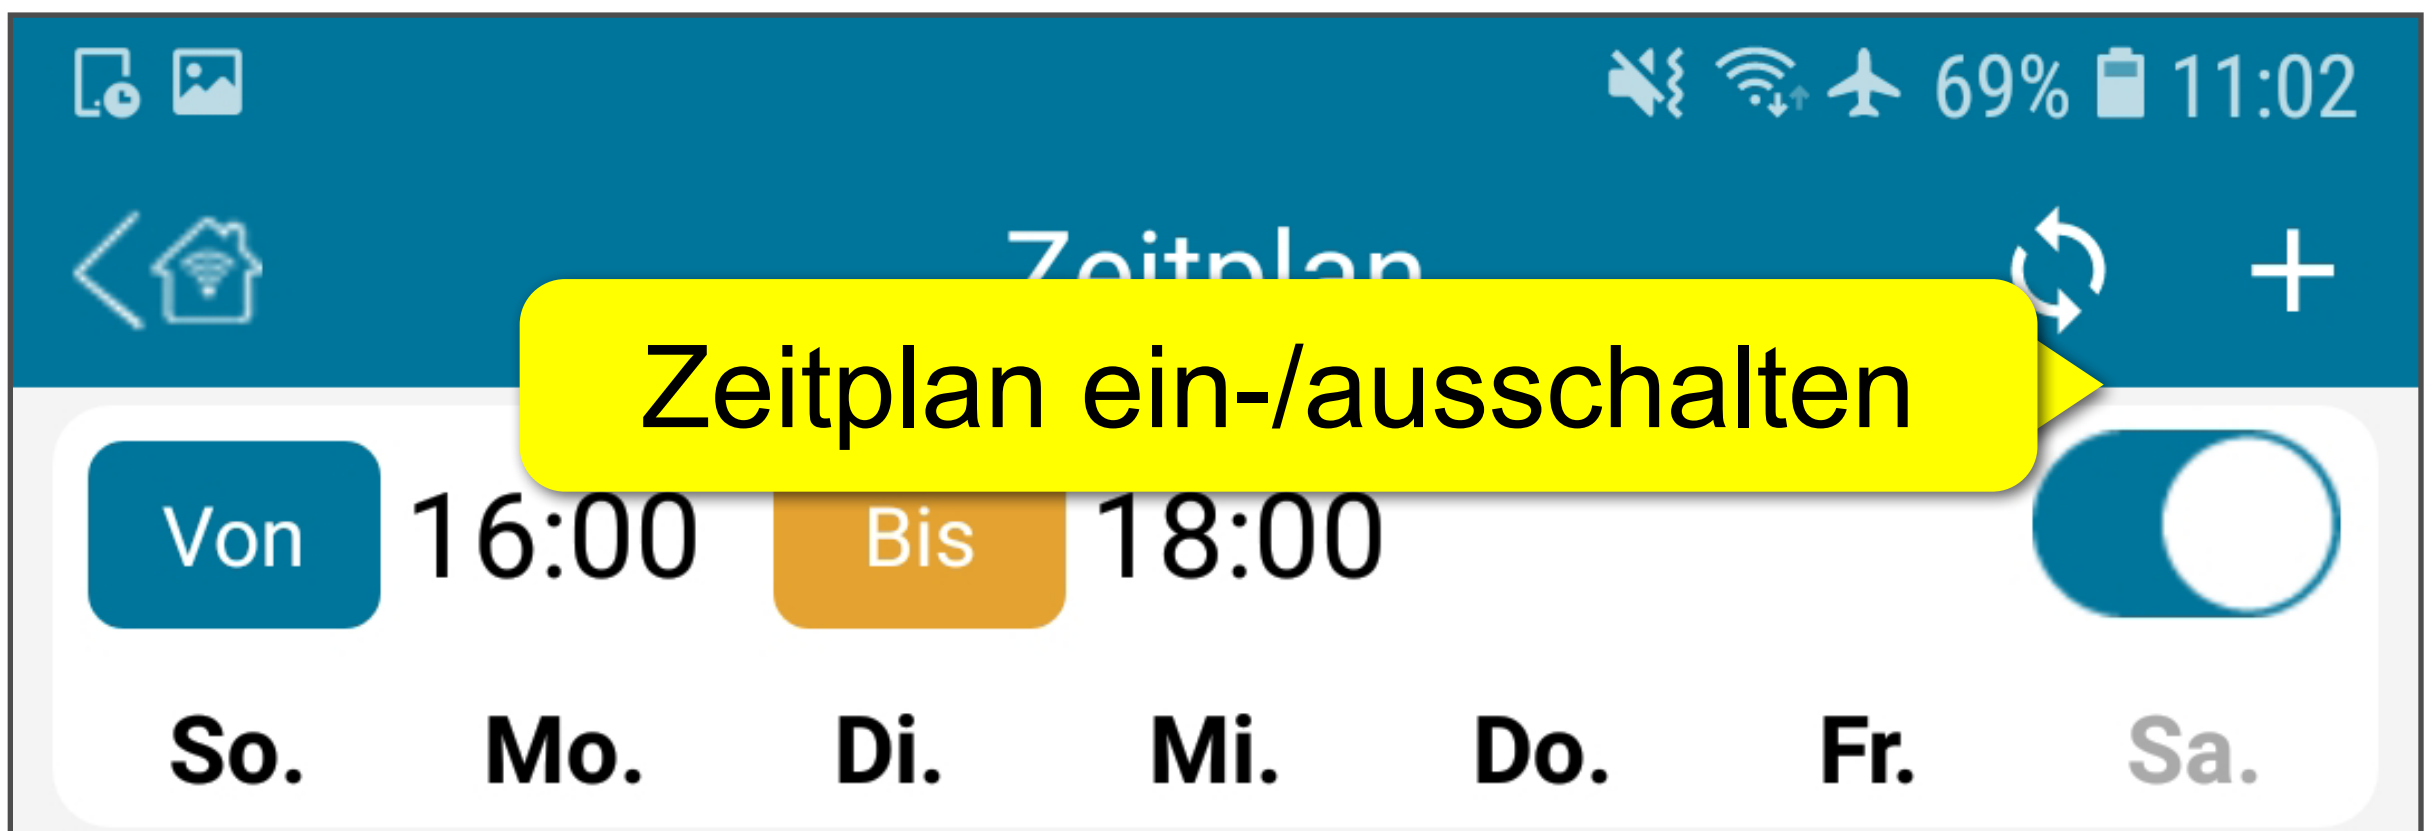 69% 11:02
Zeitplan
Zeitplan ein-/ausschalten
Von 16:00 Bis 18:00
So. Mo. Di. Mi. Do. Fr. Sa.